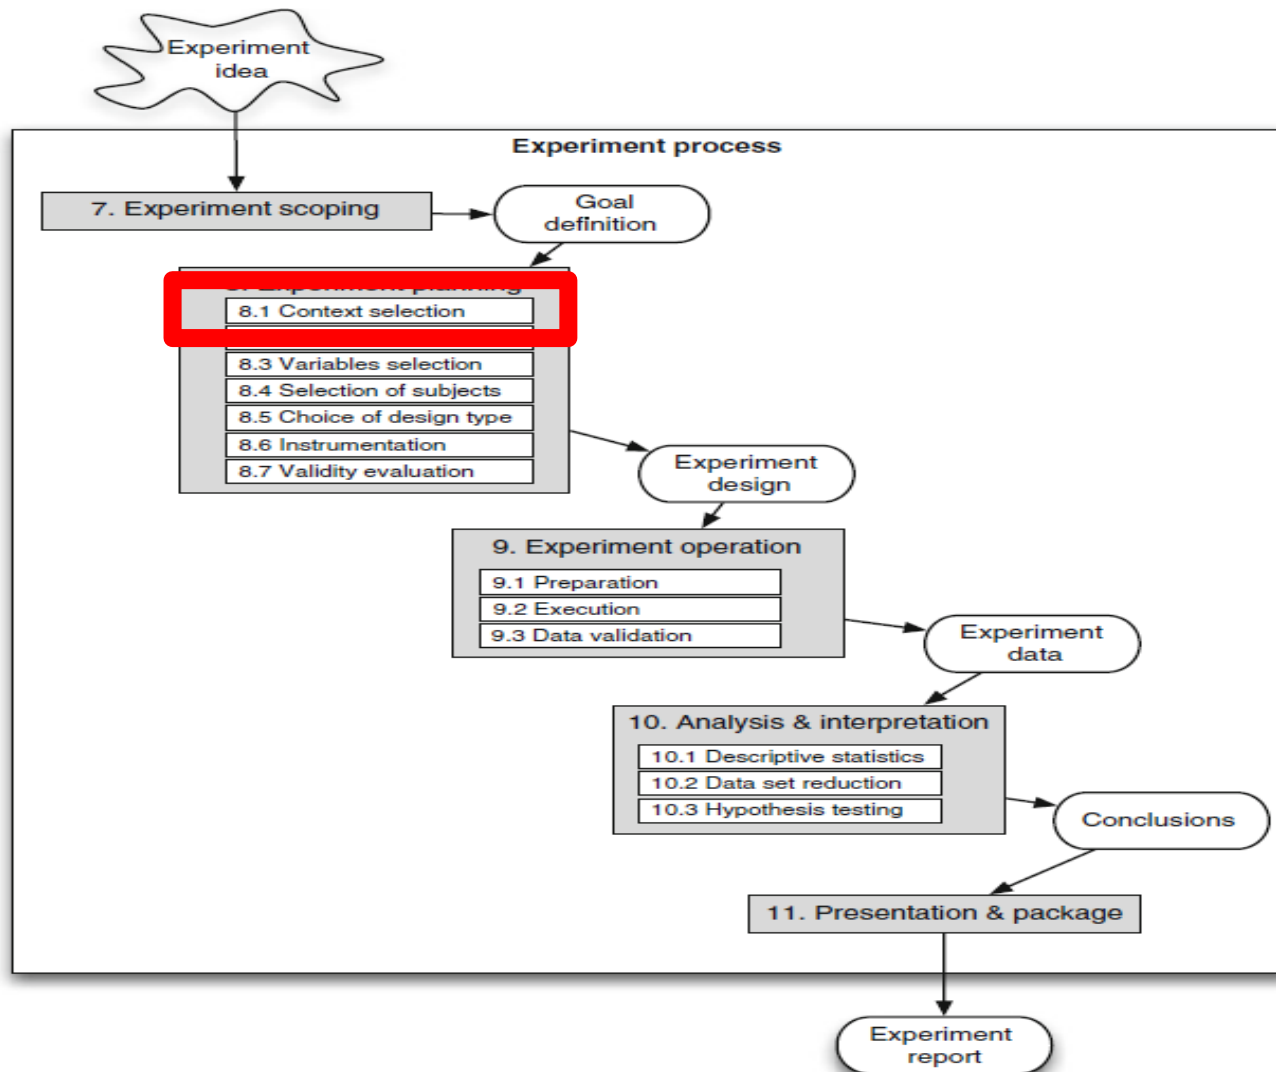 Experiment
idea
Experiment process
7. Experiment scoping
Goal
definition
8.1 Context selection
8.3 Variables selection
8.4 Selection of subjects
8.5 Choice of design type
8.6 Instrumentation
8.7 Validity evaluation
Experiment
design
9. Experiment operation
9.1 Preparation
9.2 Execution
9.3 Data validation
Experiment
data
10. Analysis & interpretation
10.1 Descriptive statistics
10.2 Data set reduction
10.3 Hypothesis testing
Conclusions
11. Presentation & package
Experiment
report